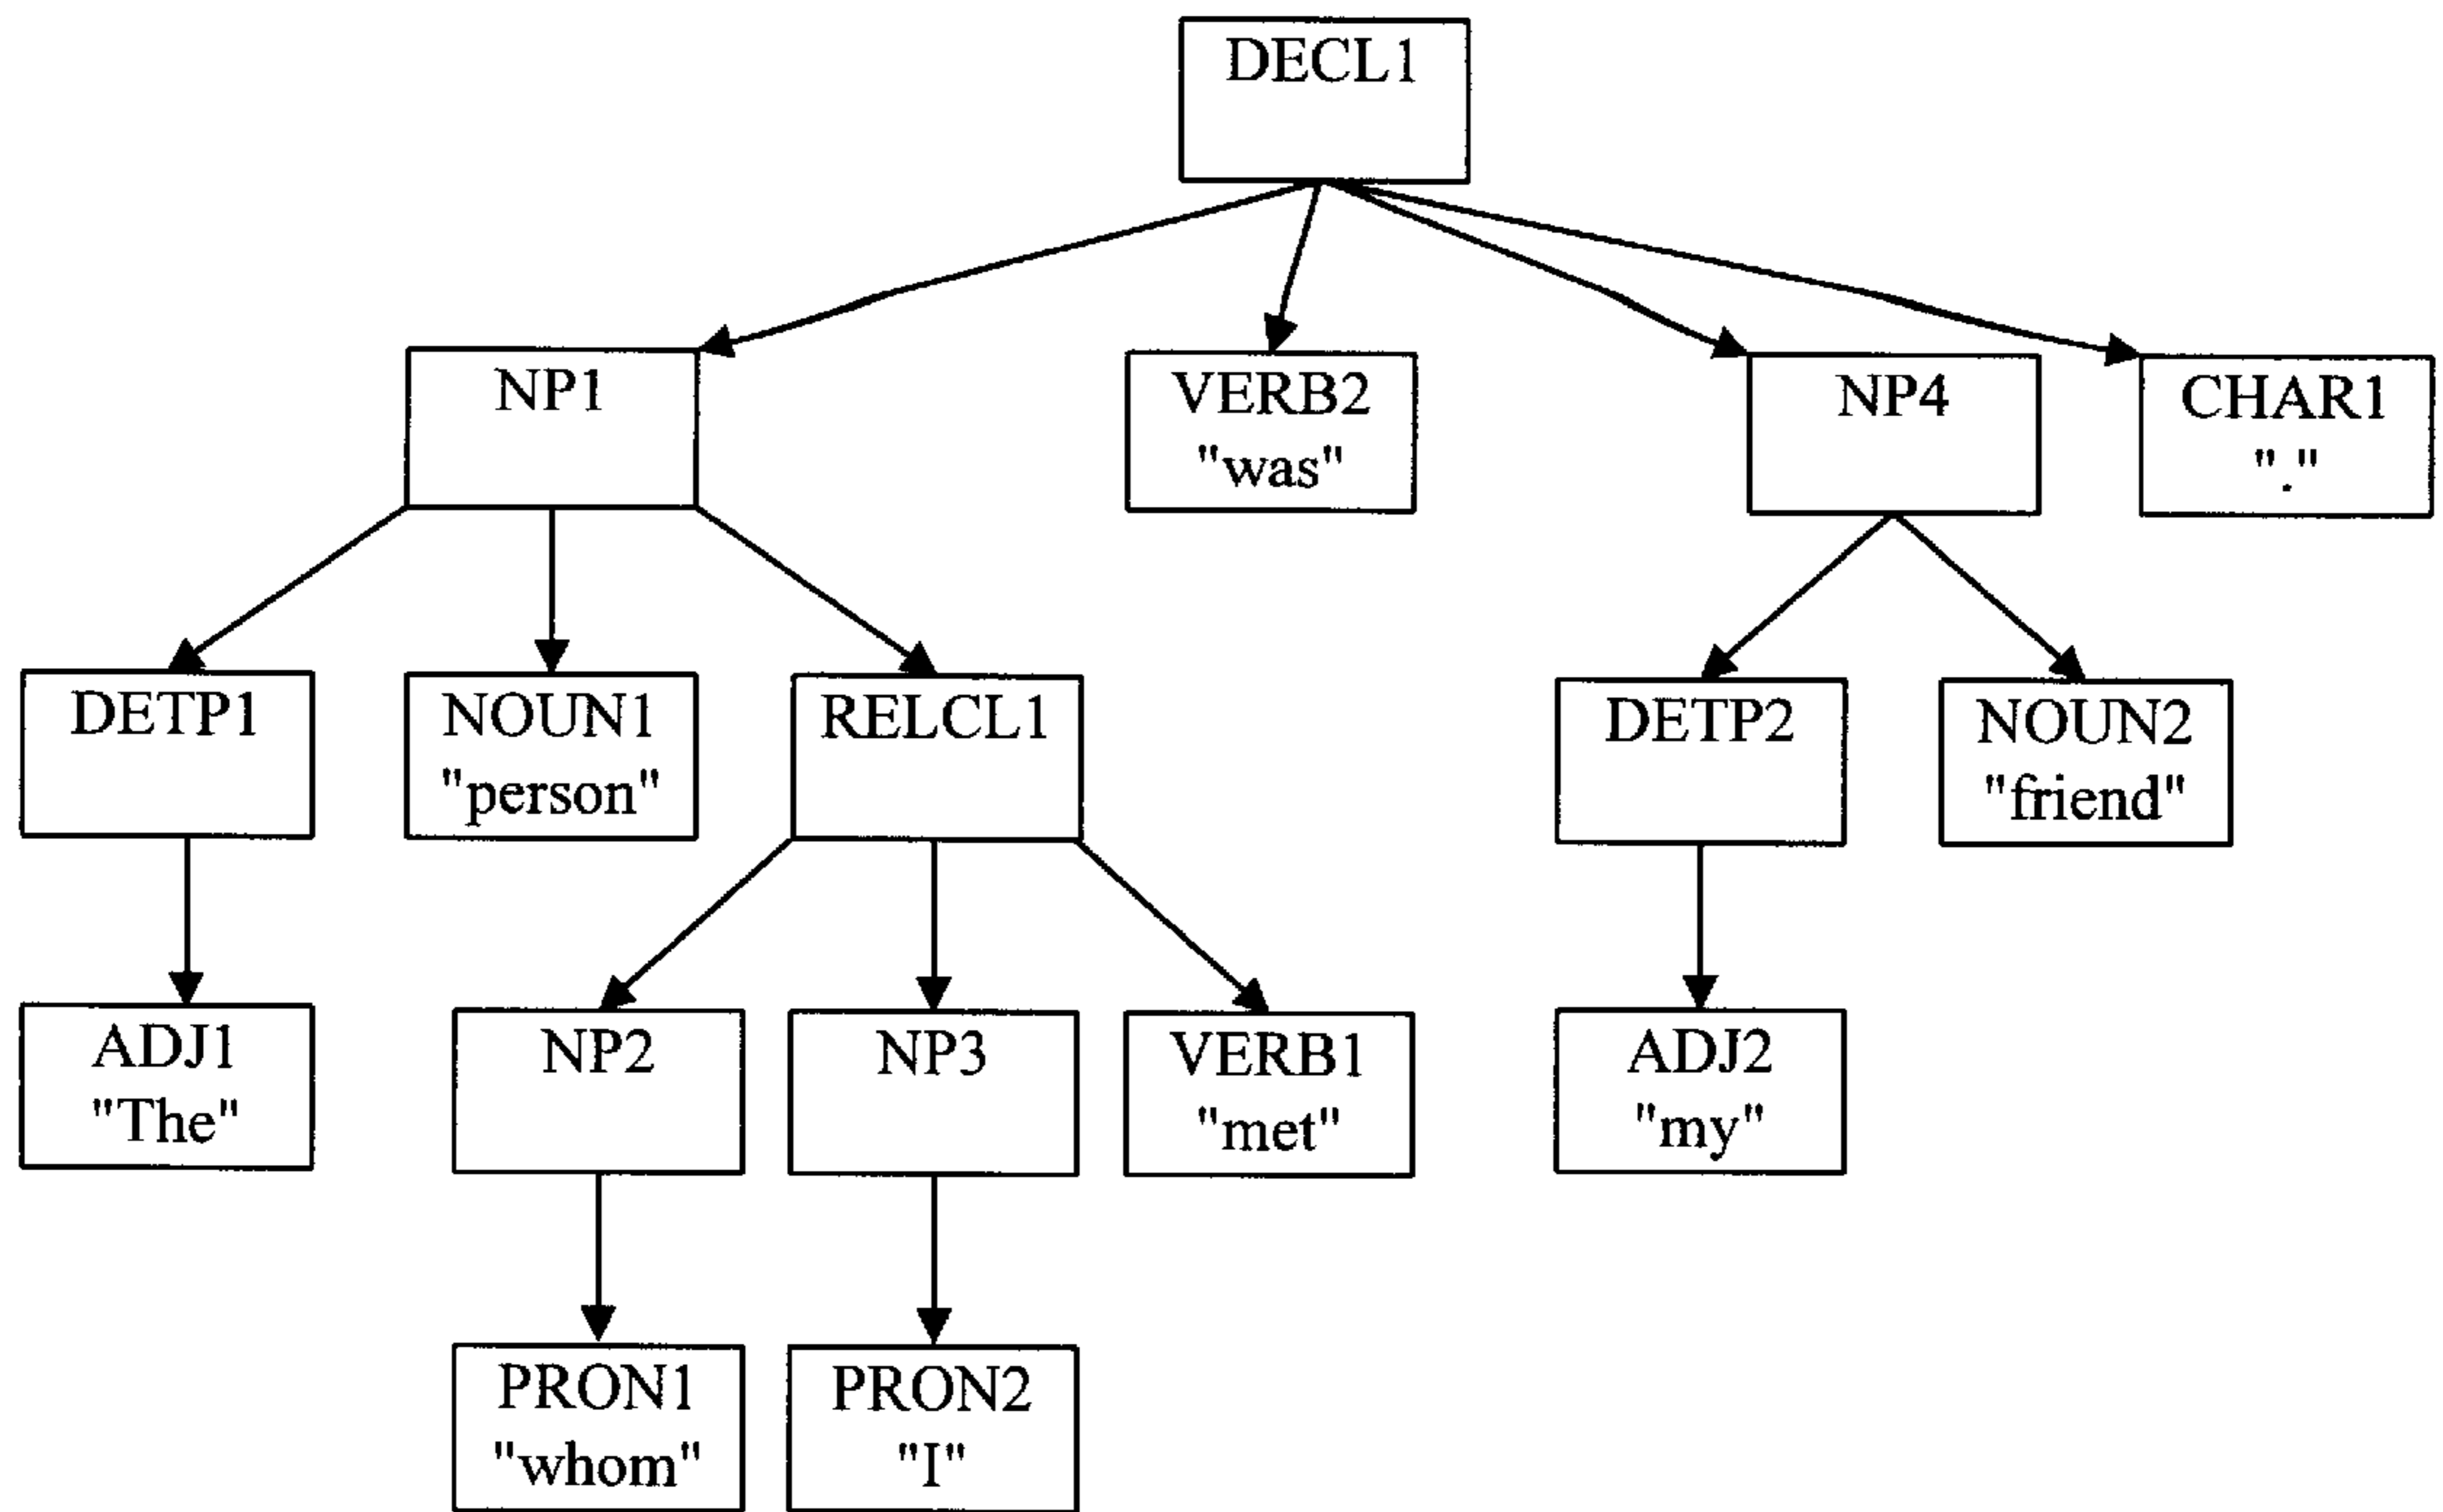 DECL1
NP1
VERB2
"was"
NP4
CHAR1
"."
DETP1
NOUN1
"person"
RELCL1
DETP2
NOUN2
"friend"
ADJ1
"The"
NP2
NP3
VERB1
"met"
ADJ2
"my"
PRON1
"whom"
PRON2
"I"